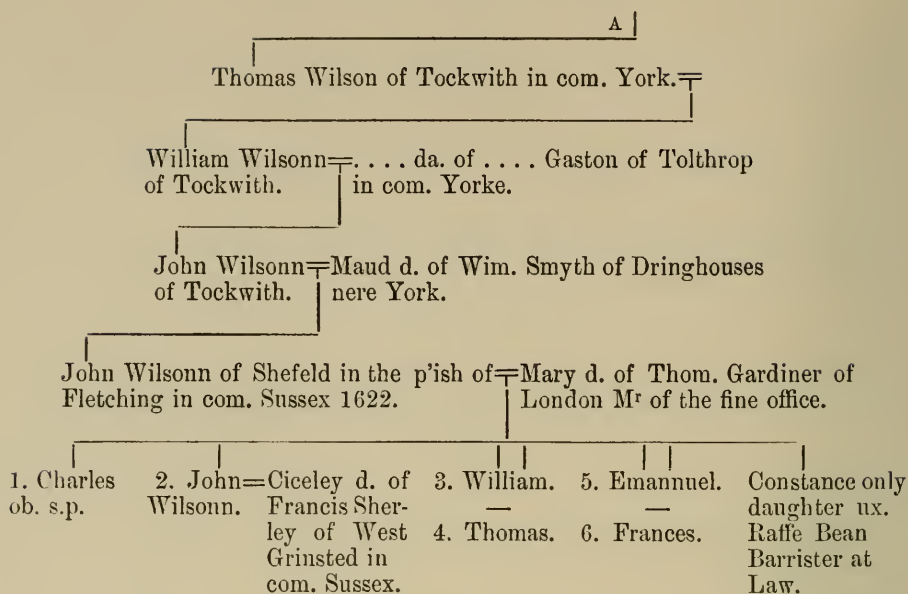 A
Thomas Wilson of Tockwith in com. York.
William Wilsonn=. . . . da. of . . . . Gaston of Tolthrop
of Tockwith. in com. Yorke.
John Wilsonn=Maud d. of Wim. Smyth of Dringhouses
of Tockwith. nere York.
John Wilsonn of Shefeld in the p'ish of=Mary d. of Thom. Gardiner of
Fletching in com. Sussex 1622. London Mʳ of the fine office.
1. Charles
ob. s.p.
2. John=Ciceley d. of
Wilsonn. Francis Sher-
ley of West
Grinsted in
com. Sussex.
3. William.
—
4. Thomas.
5. Emannuel.
—
6. Frances.
Constance only
daughter ux.
Raffe Bean
Barrister at
Law.